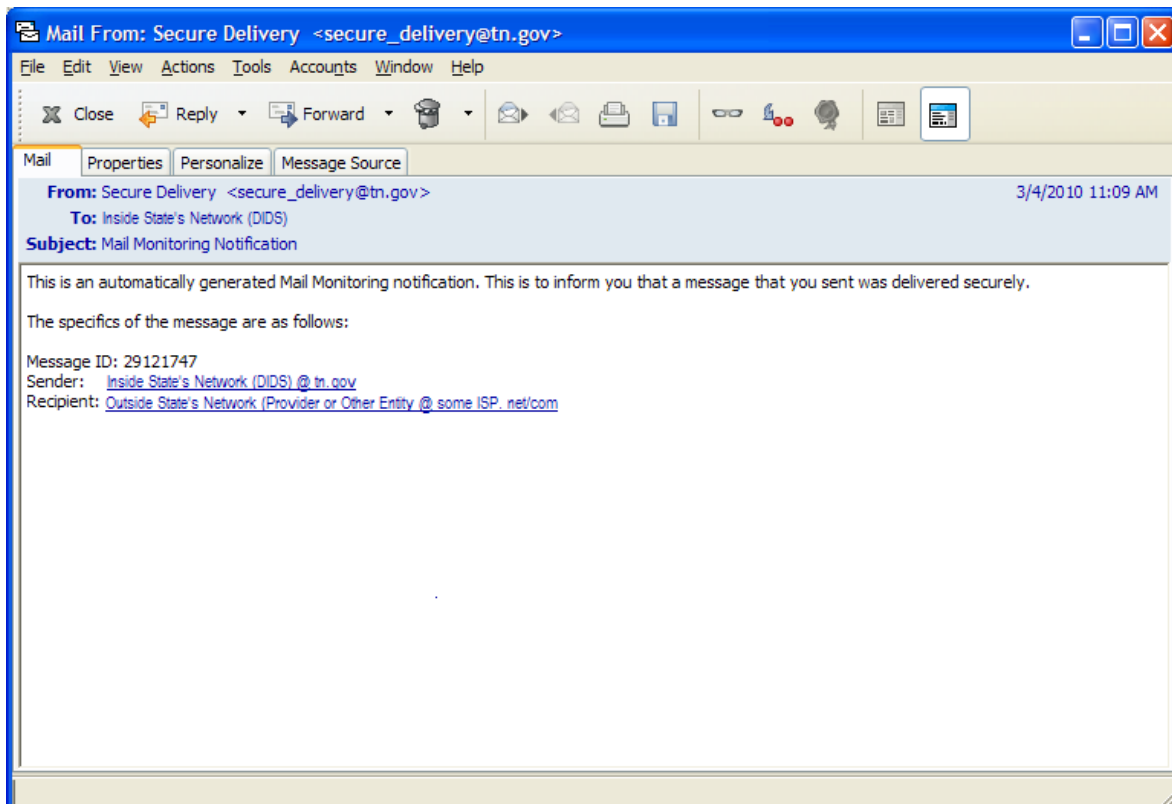 Mail From: Secure Delivery <secure_delivery@tn.gov>
File Edit View Actions Tools Accounts Window Help
Close Reply Forward
Mail Properties Personalize Message Source
From: Secure Delivery <secure_delivery@tn.gov> 3/4/2010 11:09 AM
To: Inside State's Network (DIDS)
Subject: Mail Monitoring Notification
This is an automatically generated Mail Monitoring notification. This is to inform you that a message that you sent was delivered securely.
The specifics of the message are as follows:
Message ID: 29121747
Sender: Inside State's Network (DIDS) @ tn.gov
Recipient: Outside State's Network (Provider or Other Entity @ some ISP. net/com